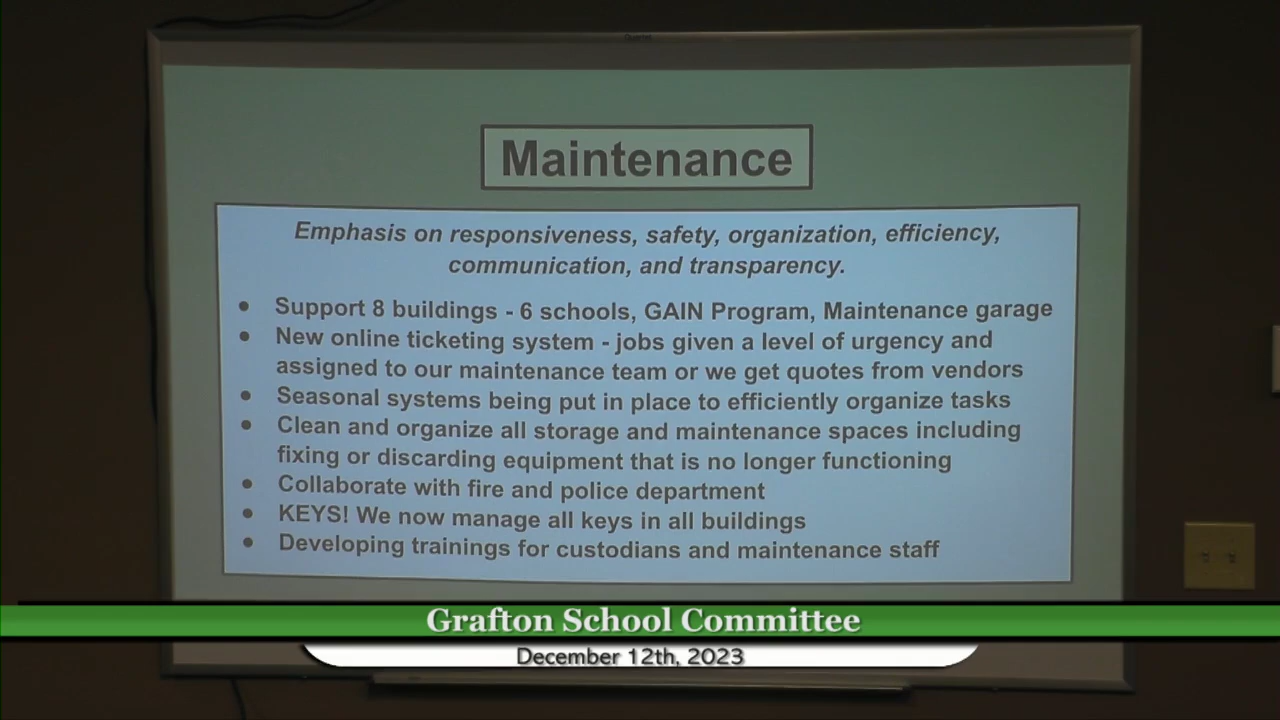 Maintenance
Emphasis on responsiveness, safety, organization, efficiency,
communication, and transparency.
● Support 8 buildings - 6 schools, GAIN Program, Maintenance garage
● New online ticketing system - jobs given a level of urgency and
assigned to our maintenance team or we get quotes from vendors
● Seasonal systems being put in place to efficiently organize tasks
● Clean and organize all storage and maintenance spaces including
fixing or discarding equipment that is no longer functioning
● Collaborate with fire and police department
● KEYS! We now manage all keys in all buildings
● Developing trainings for custodians and maintenance staff
Grafton School Committee
December 12th, 2023